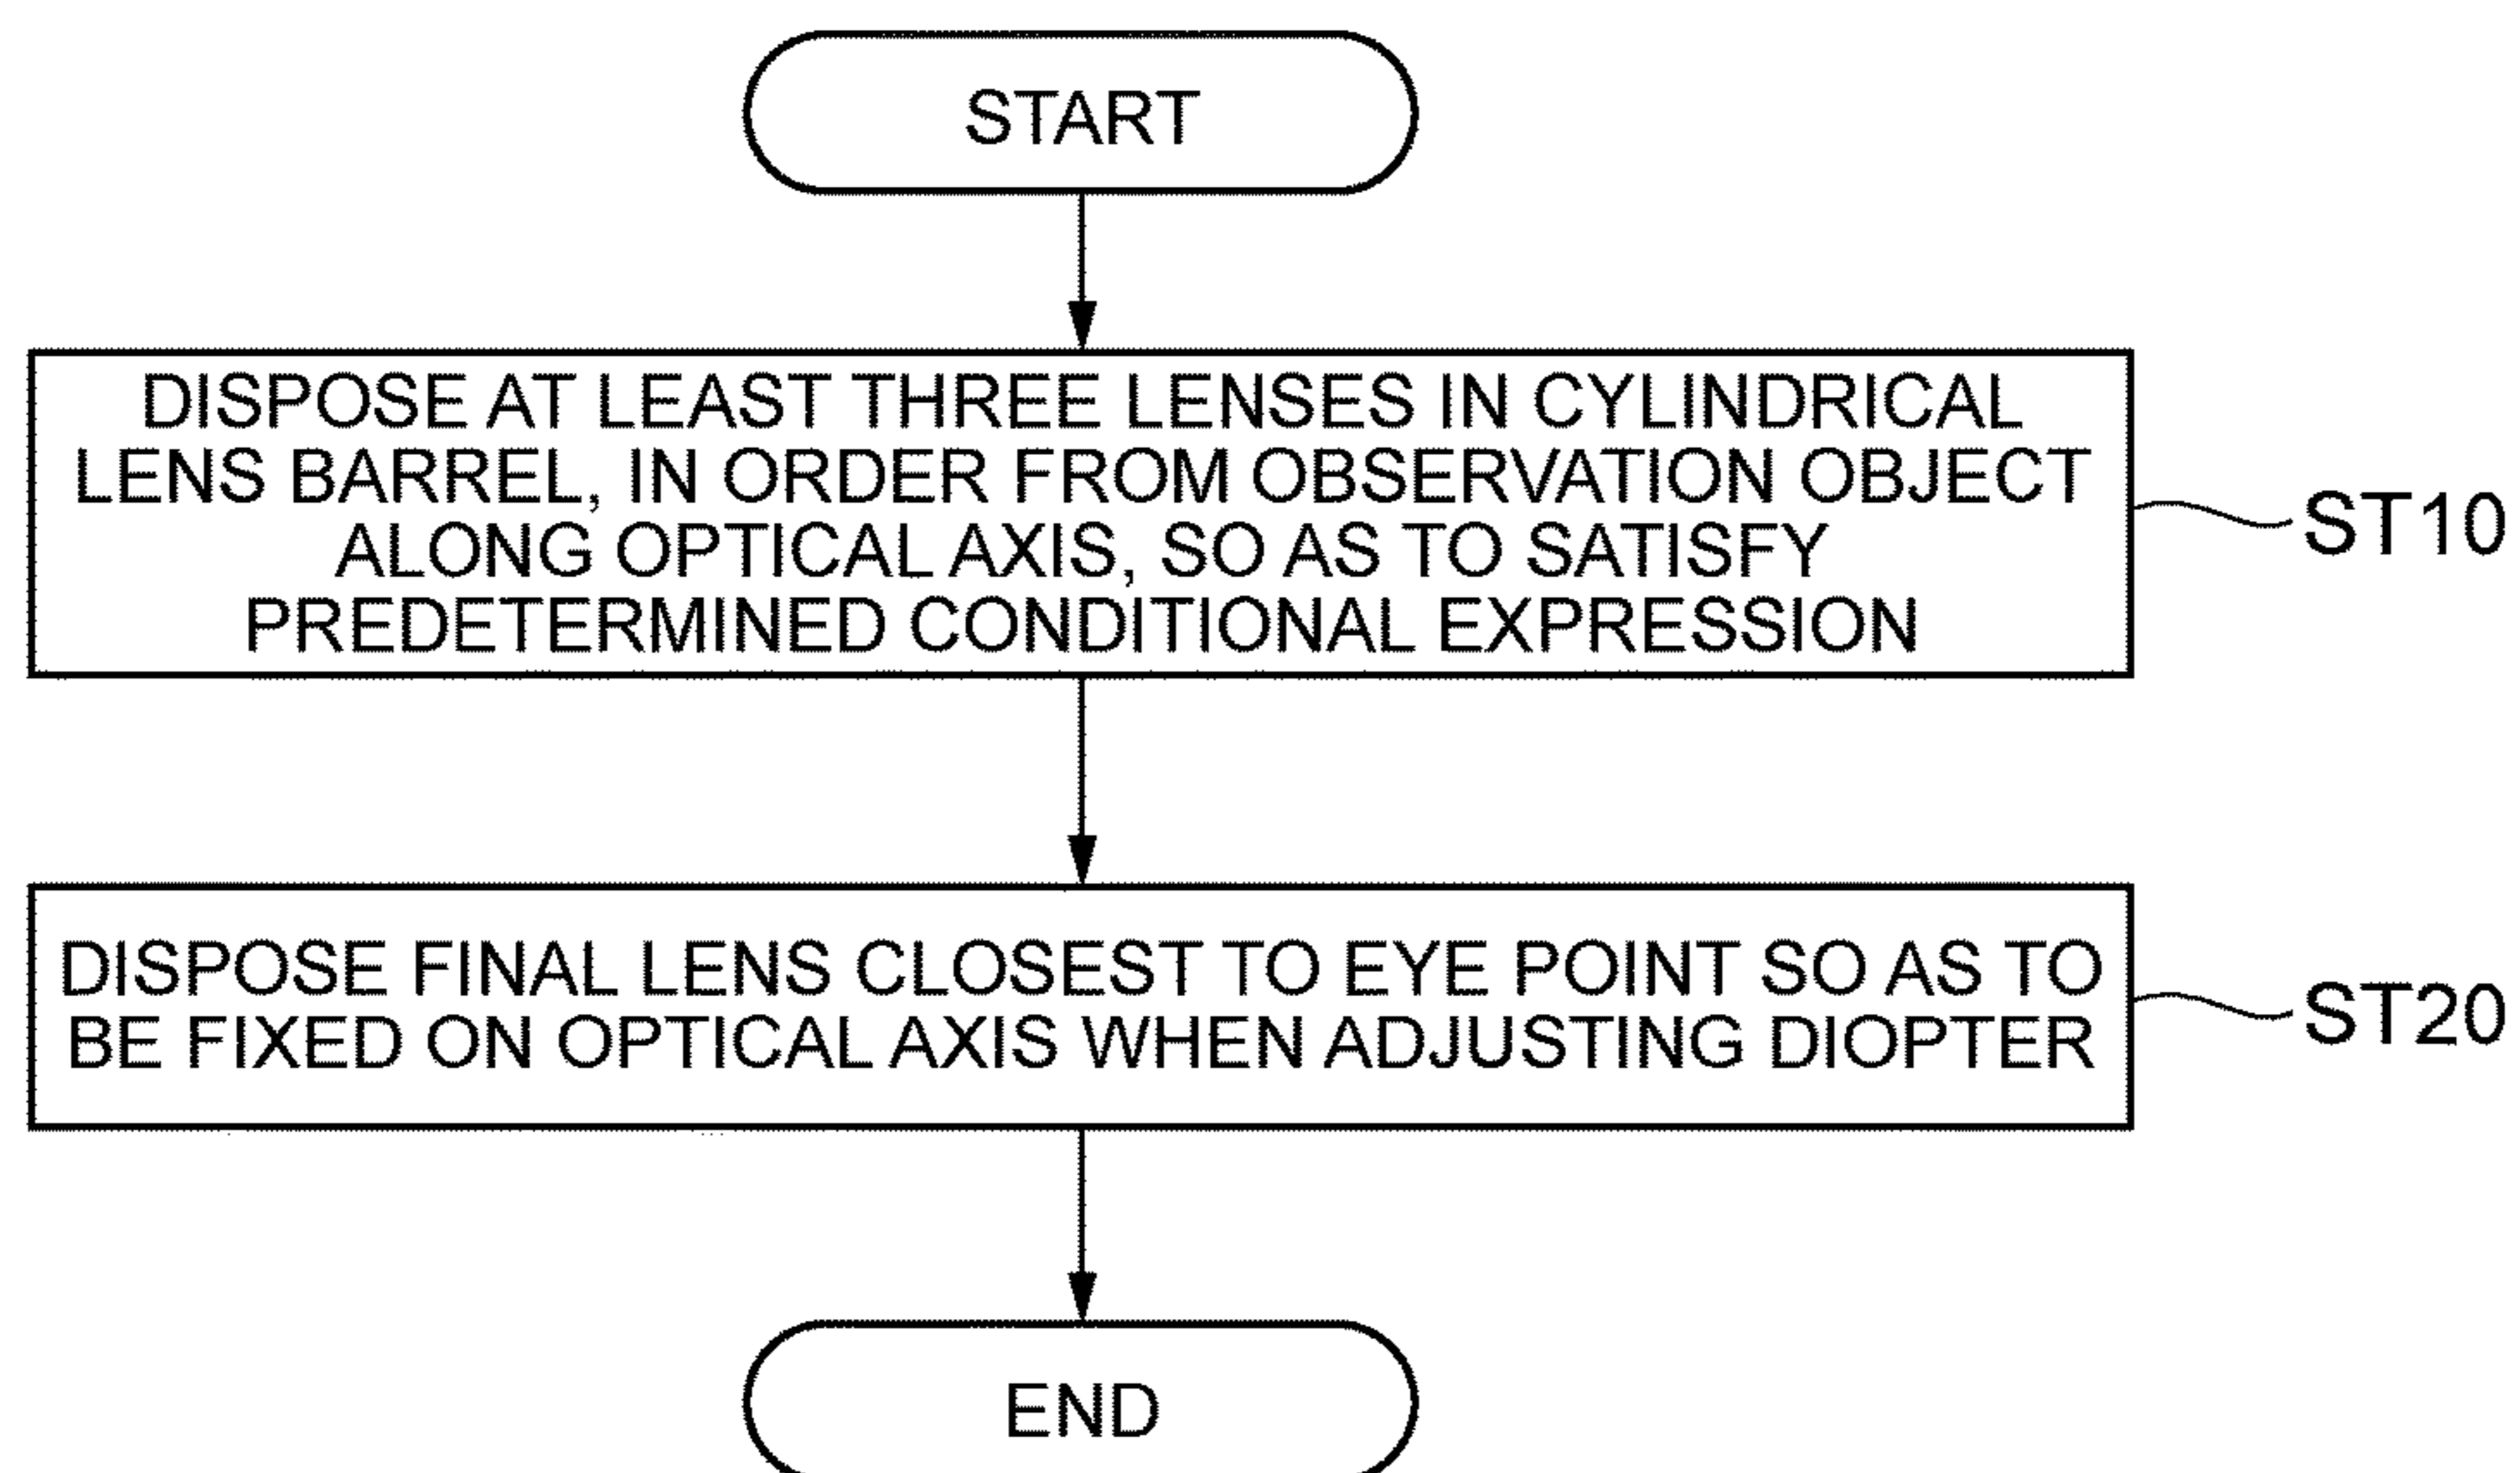 START
DISPOSE AT LEAST THREE LENSES IN CYLINDRICAL
LENS BARREL, IN ORDER FROM OBSERVATION OBJECT
ALONG OPTICAL AXIS, SO AS TO SATISFY
PREDETERMINED CONDITIONAL EXPRESSION
ST10
DISPOSE FINAL LENS CLOSEST TO EYE POINT SO AS TO
BE FIXED ON OPTICAL AXIS WHEN ADJUSTING DIOPTER
ST20
END